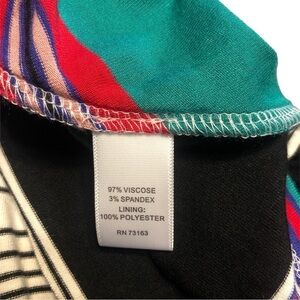 97% VISCOSE
3% SPANDEX
LINING:
100% POLYESTER
RN 73163